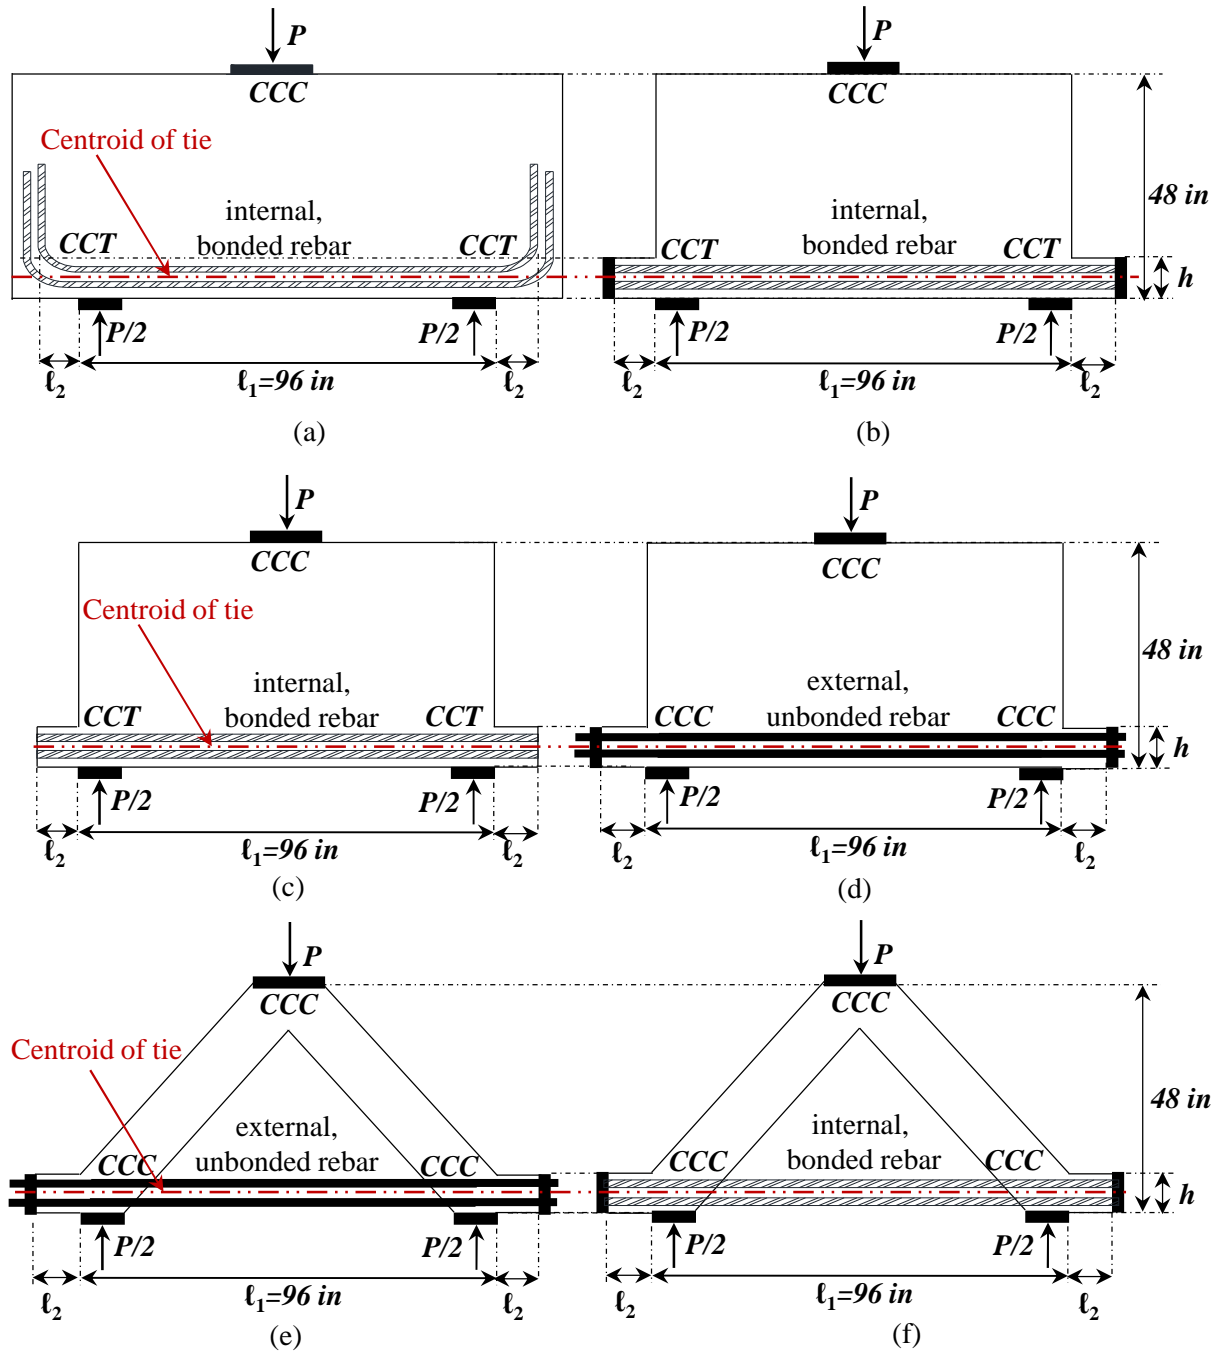 P
P
CCC
CCC
Centroid of tie
48 in
internal,
bonded rebar
internal,
bonded rebar
CCT
CCT
CCT
CCT
h
P/2
P/2
P/2
P/2
ℓ2
ℓ1=96 in
ℓ2
ℓ2
ℓ1=96 in
ℓ2
(a)
(b)
P
P
CCC
CCC
Centroid of tie
48 in
internal,
bonded rebar
external,
unbonded rebar
CCT
CCT
CCC
CCC
h
P/2
P/2
P/2
P/2
ℓ2
ℓ1=96 in
ℓ2
ℓ2
ℓ1=96 in
ℓ2
(c)
(d)
P
P
CCC
CCC
Centroid of tie
48 in
external,
unbonded rebar
internal,
bonded rebar
CCC
CCC
CCC
CCC
h
P/2
P/2
P/2
P/2
ℓ2
ℓ1=96 in
ℓ2
ℓ2
ℓ1=96 in
ℓ2
(e)
(f)